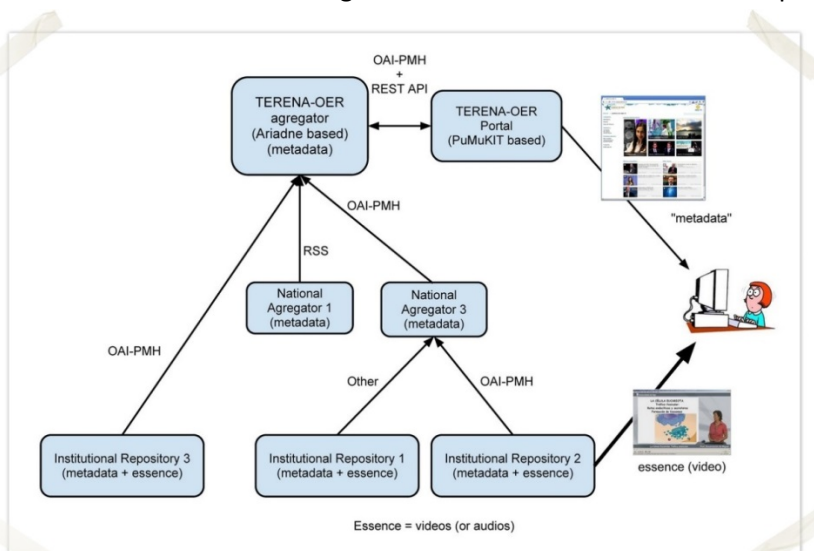 OAI-PMH
+
REST API
TERENA-OER
agregator
(Ariadne based)
(metadata)
TERENA-OER
Portal
(PuMuKIT based)
"metadata"
OAI-PMH
RSS
National
Agregator 1
(metadata)
National
Agregator 3
(metadata)
OAI-PMH
Other
OAI-PMH
Institutional Repository 3
(metadata + essence)
Institutional Repository 1
(metadata + essence)
Institutional Repository 2
(metadata + essence)
essence (video)
Essence = videos (or audios)